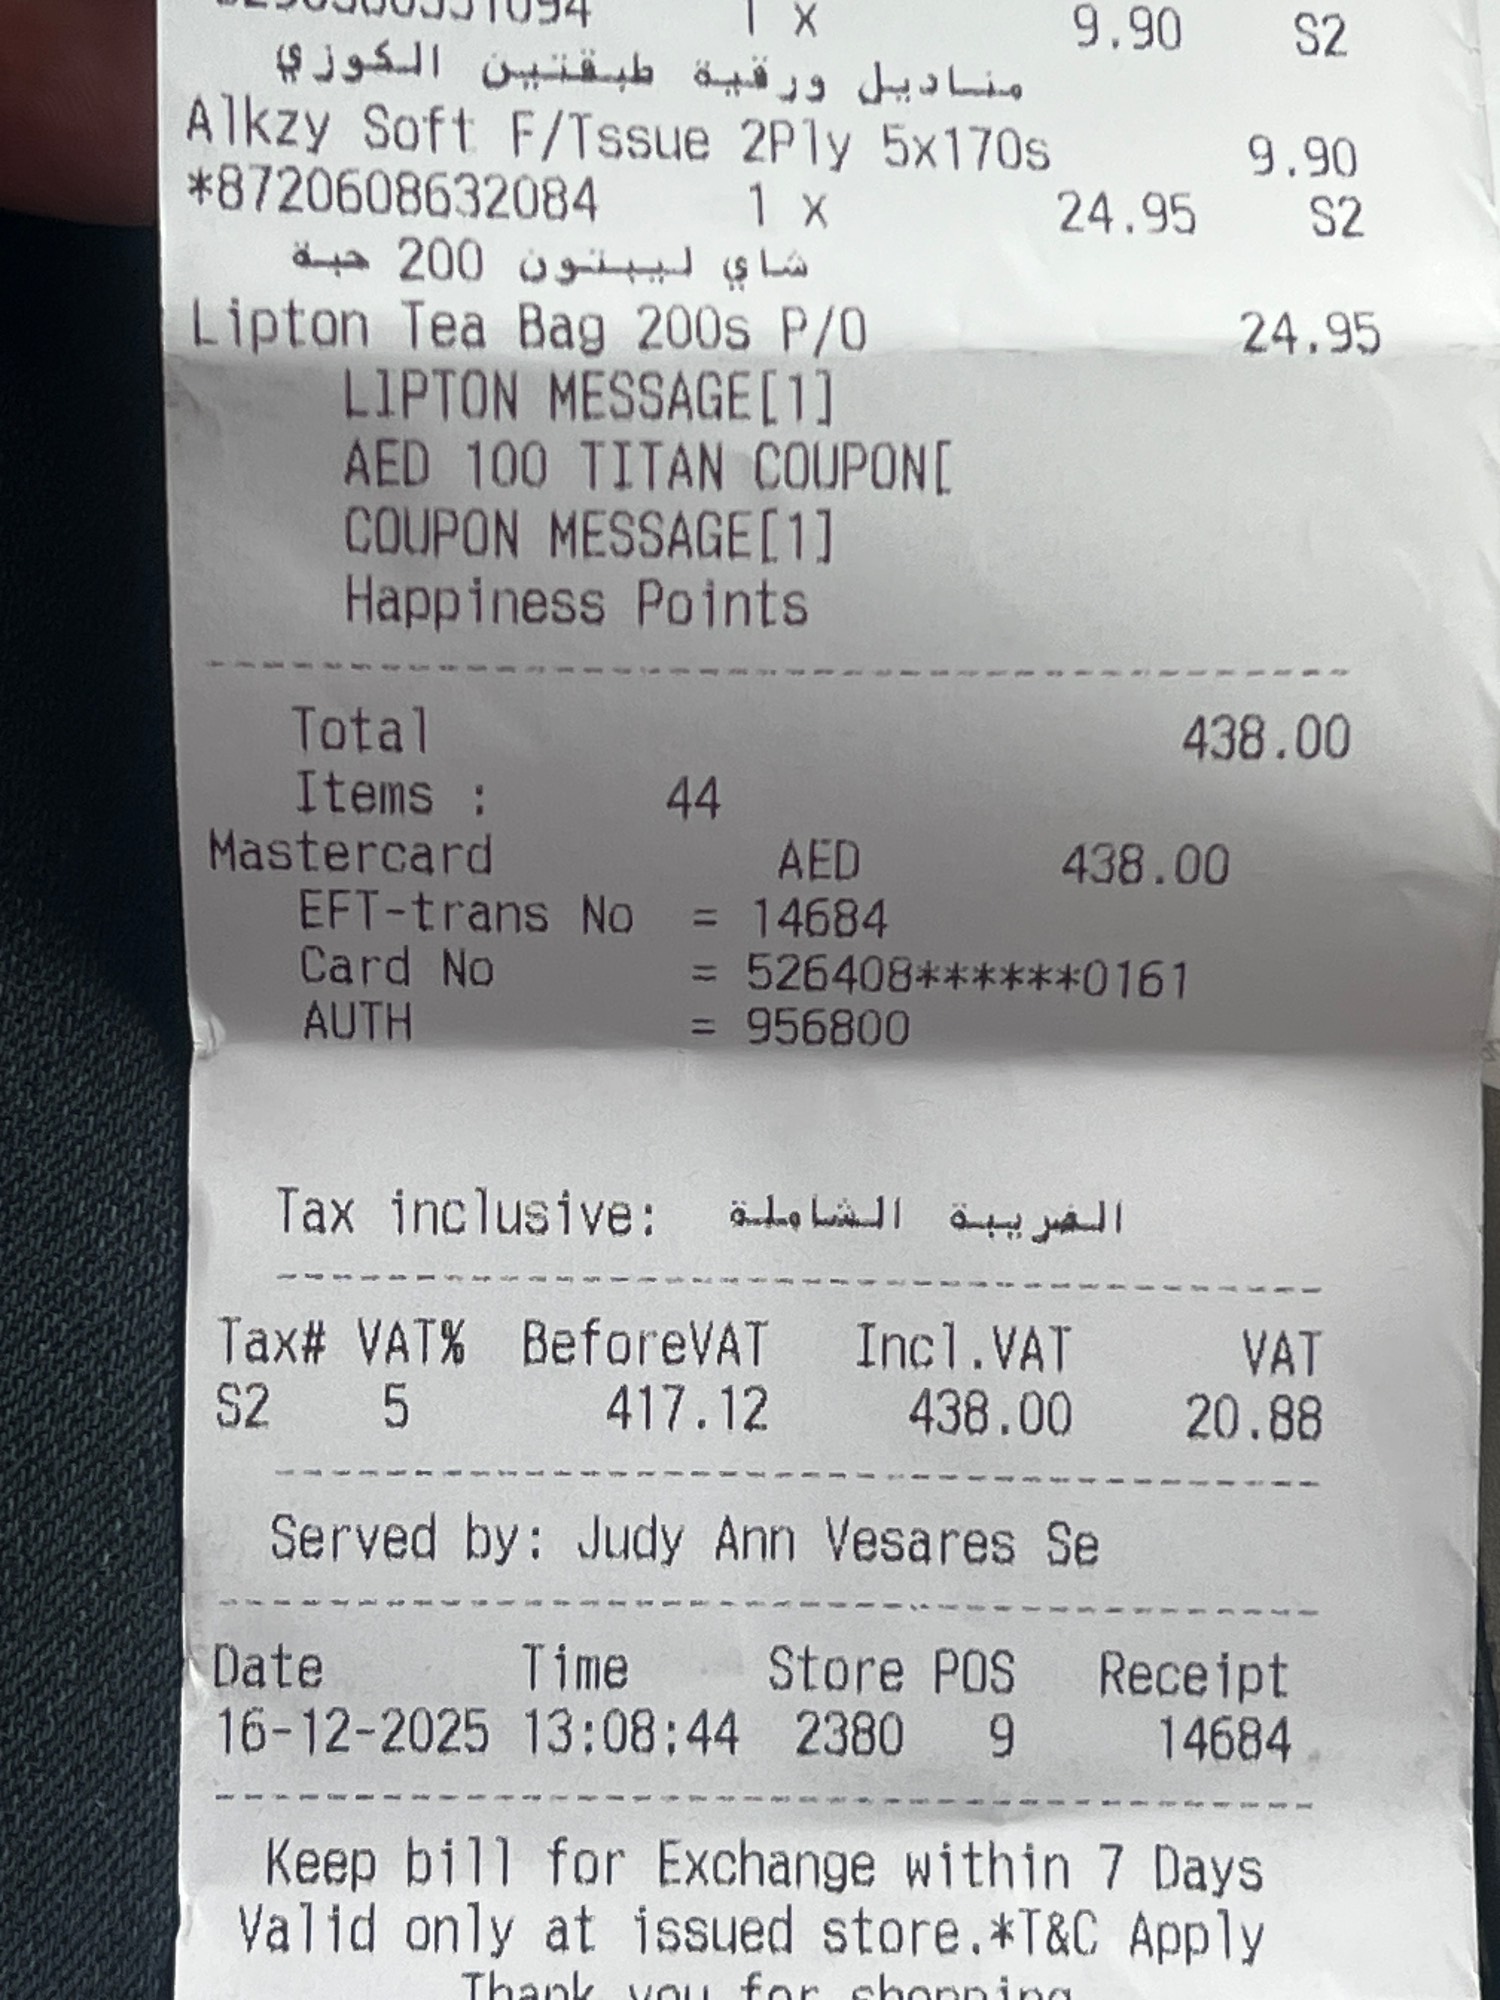 1 x 9.90 S2
مناديل ورقية طبقتين الكوزي
Alkzy Soft F/Tssue 2Ply 5x170s 9.90
*8720608632084 1 x 24.95 S2
شاي ليبتون 200 حبة
Lipton Tea Bag 200s P/O 24.95
LIPTON MESSAGE[1]
AED 100 TITAN COUPON[
COUPON MESSAGE[1]
Happiness Points
Total 438.00
Items : 44
Mastercard AED 438.00
EFT-trans No = 14684
Card No = 526408******0161
AUTH = 956800
Tax inclusive: الضريبة الشاملة
Tax# VAT% BeforeVAT Incl.VAT VAT
S2 5 417.12 438.00 20.88
Served by: Judy Ann Vesares Se
Date Time Store POS Receipt
16-12-2025 13:08:44 2380 9 14684
Keep bill for Exchange within 7 Days
Valid only at issued store.*T&C Apply
Thank you for shopping